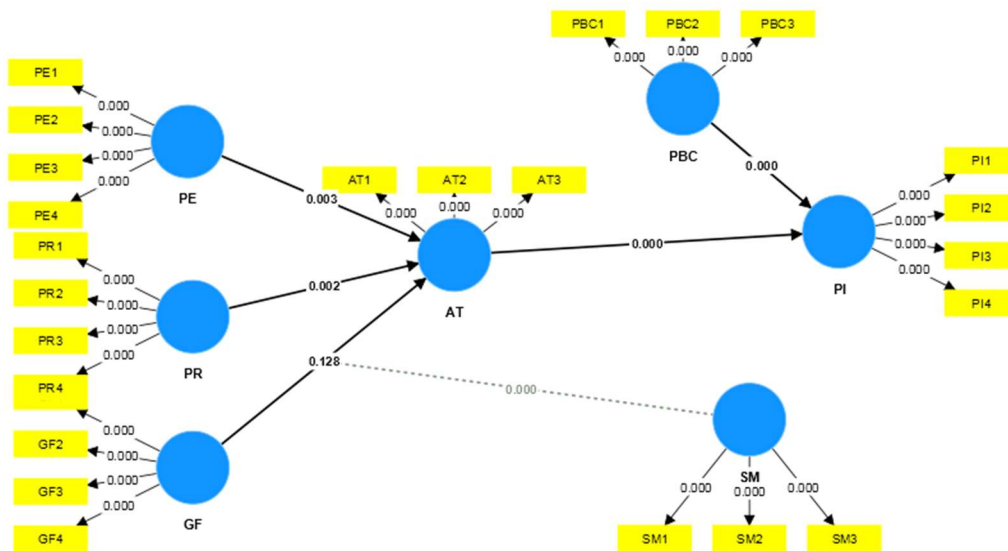 PBC1
PBC2
PBC3
0.000
0.000
0.000
PBC
PE1
PE2
PE3
PE4
0.000
0.000
0.000
0.000
PE
0.003
AT1
AT2
AT3
0.000
0.000
0.000
AT
0.000
0.000
PI1
PI2
PI3
PI4
0.000
0.000
0.000
0.000
PI
PR1
PR2
PR3
PR4
0.000
0.000
0.000
0.000
PR
0.002
0.128
0.000
GF2
GF3
GF4
0.000
0.000
0.000
0.000
GF
SM
0.000
0.000
0.000
SM1
SM2
SM3